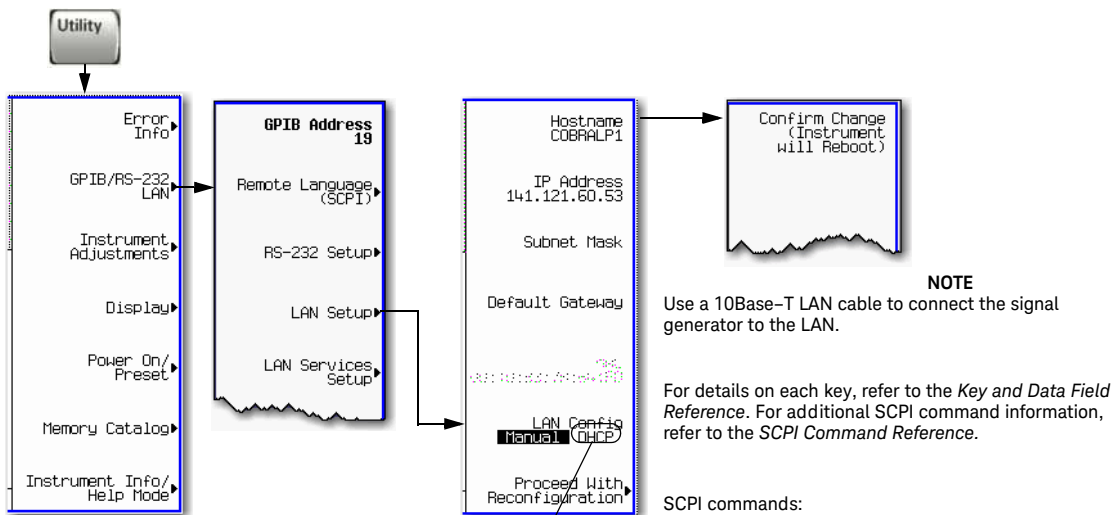 Utility
Error
Info
GPIB/RS-232
LAN
Instrument
Adjustments
Display
Power On/
Preset
Memory Catalog
Instrument Info/
Help Mode
GPIB Address
19
Remote Language
(SCPI)
RS-232 Setup
LAN Setup
LAN Services
Setup
Hostname
COBRALP1
IP Address
141.121.60.53
Subnet Mask
Default Gateway
LAN Config
Manual DHCP
Proceed With
Reconfiguration
Confirm Change
(Instrument
will Reboot)
NOTE
Use a 10Base–T LAN cable to connect the signal
generator to the LAN.
For details on each key, refer to the Key and Data Field
Reference. For additional SCPI command information,
refer to the SCPI Command Reference.
SCPI commands: